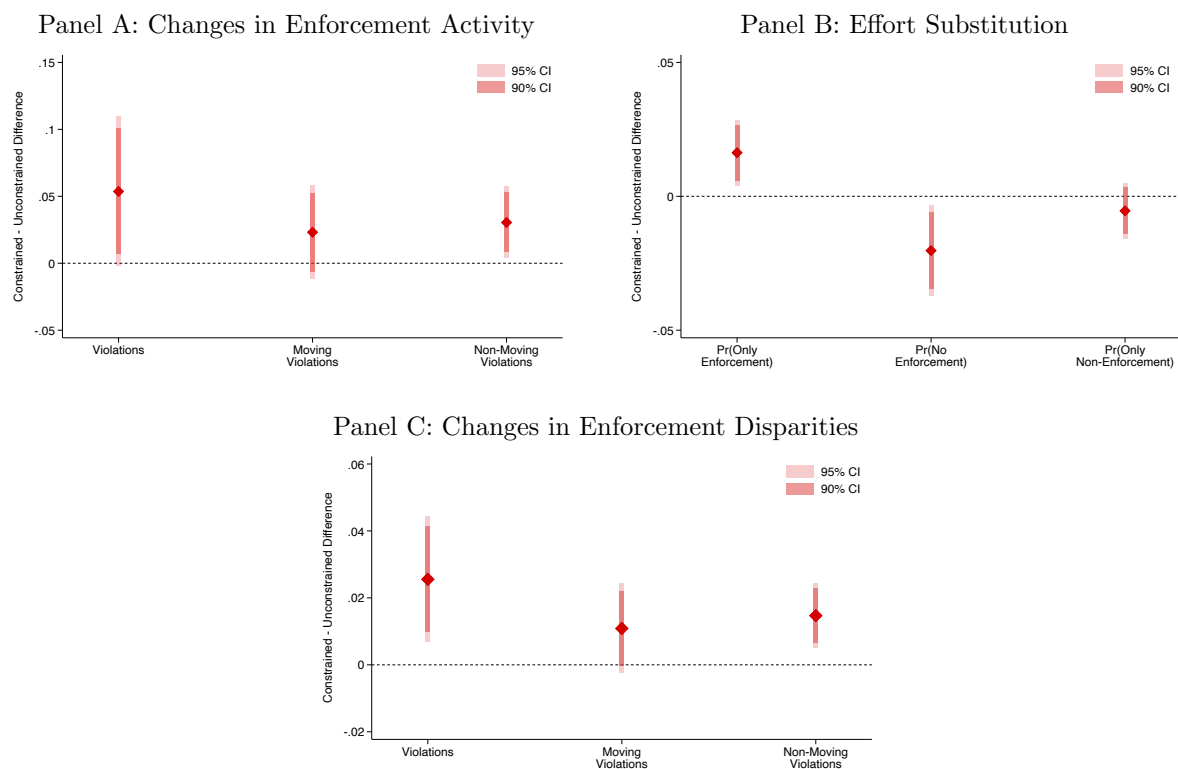 Panel A: Changes in Enforcement Activity
Constrained - Unconstrained Difference
.15
.1
.05
0
-.05
95% CI
90% CI
Violations
Moving
Violations
Non-Moving
Violations
Panel B: Effort Substitution
Constrained - Unconstrained Difference
.05
0
-.05
95% CI
90% CI
Pr(Only
Enforcement)
Pr(No
Enforcement)
Pr(Only
Non-Enforcement)
Panel C: Changes in Enforcement Disparities
Constrained - Unconstrained Difference
.06
.04
.02
0
-.02
95% CI
90% CI
Violations
Moving
Violations
Non-Moving
Violations